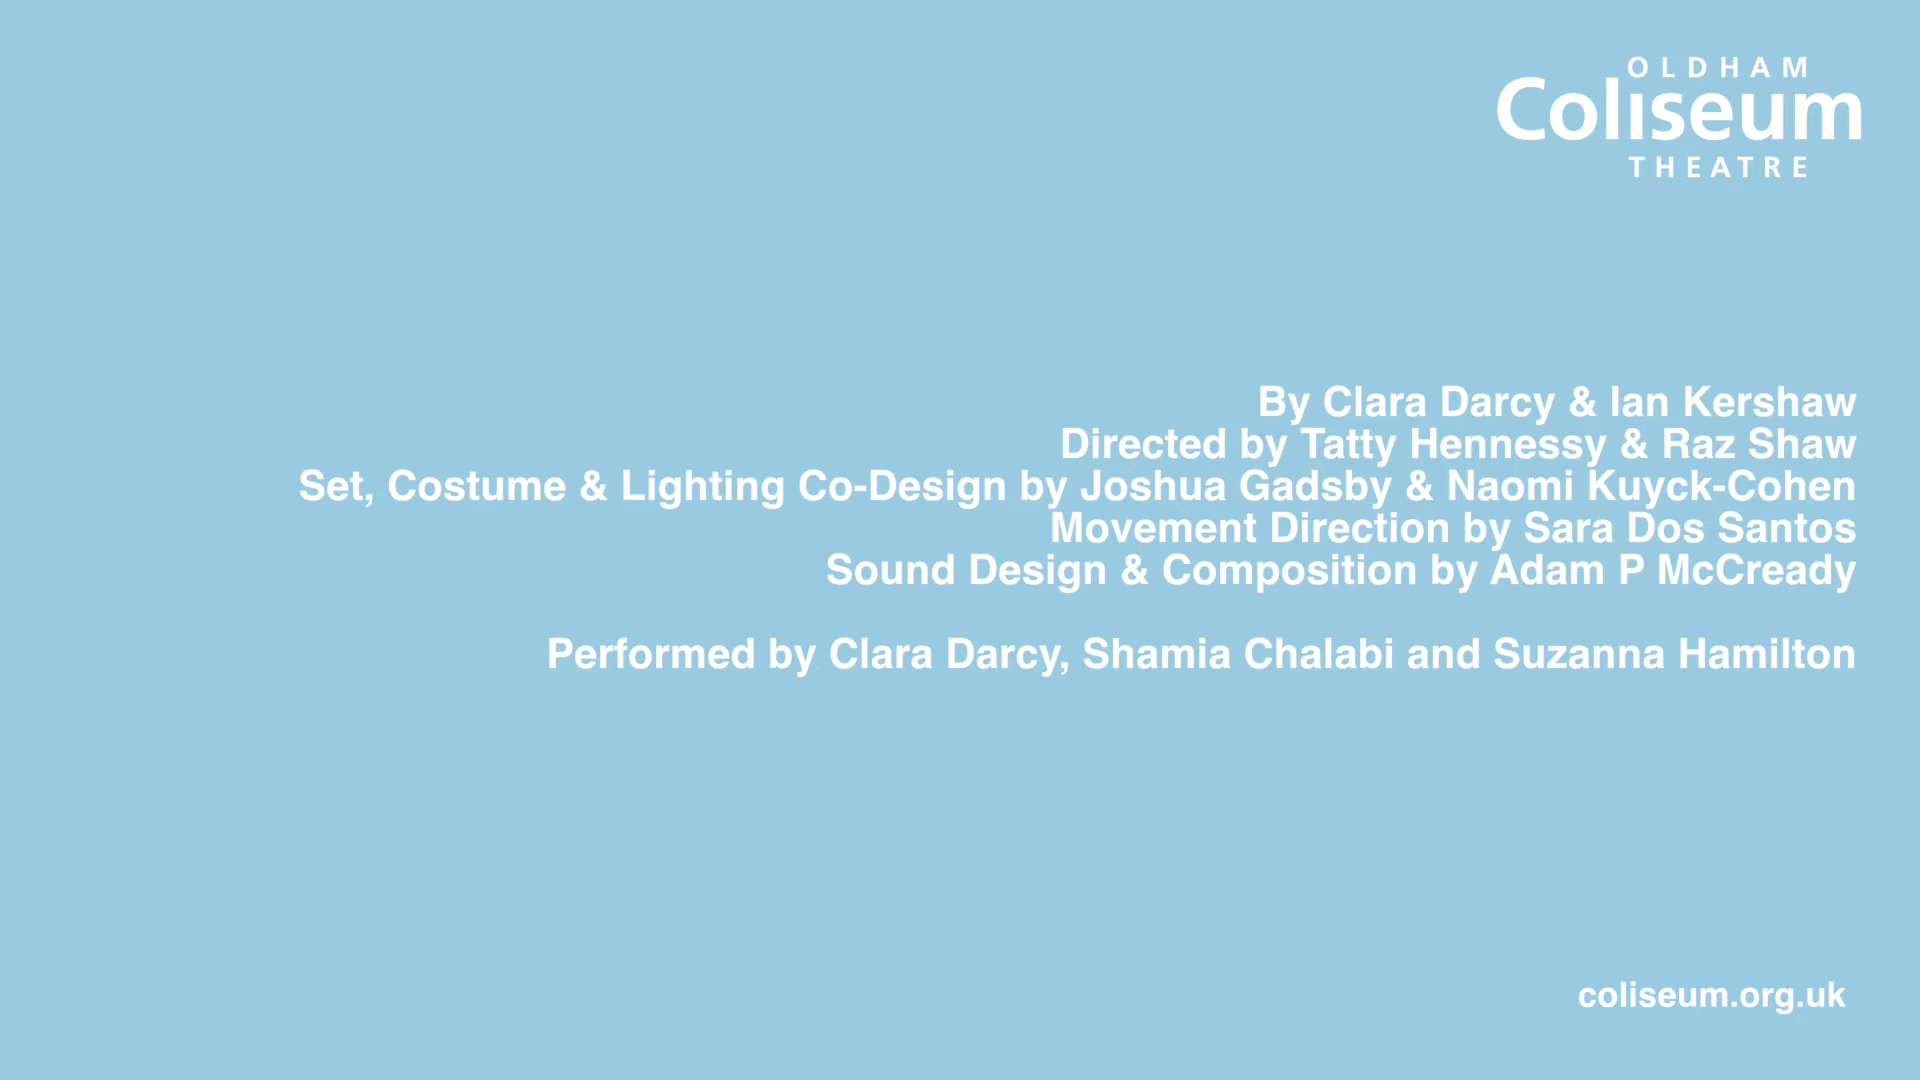 OLDHAM
Coliseum
THEATRE
By Clara Darcy & Ian Kershaw
Directed by Tatty Hennessy & Raz Shaw
Set, Costume & Lighting Co-Design by Joshua Gadsby & Naomi Kuyck-Cohen
Movement Direction by Sara Dos Santos
Sound Design & Composition by Adam P McCready
Performed by Clara Darcy, Shamia Chalabi and Suzanna Hamilton
coliseum.org.uk